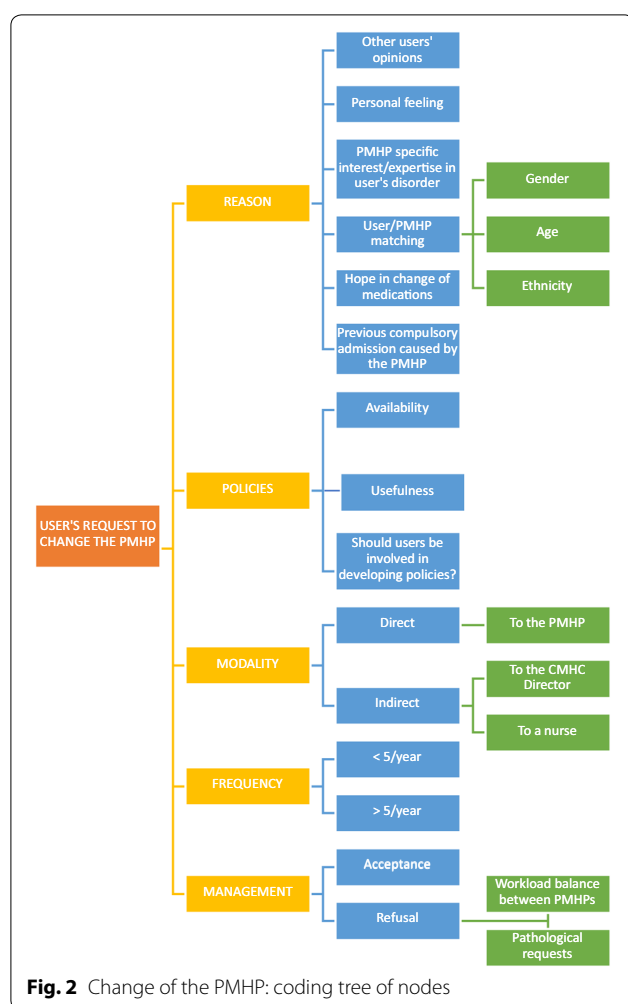 Other users'
opinions
Personal feeling
PMHP specific
interest/expertise in
user's disorder
Gender
REASON
User/PMHP
matching
Age
Hope in change of
medications
Ethnicity
Previous compulsory
admission caused by
the PMHP
Availability
POLICIES
Usefulness
USER'S REQUEST TO
CHANGE THE PMHP
Should users be
involved in
developing policies?
Direct
To the PMHP
MODALITY
To the CMHC
Director
Indirect
To a nurse
< 5/year
FREQUENCY
> 5/year
Acceptance
MANAGEMENT
Workload balance
between PMHPs
Refusal
Pathological
requests
Fig. 2 Change of the PMHP: coding tree of nodes